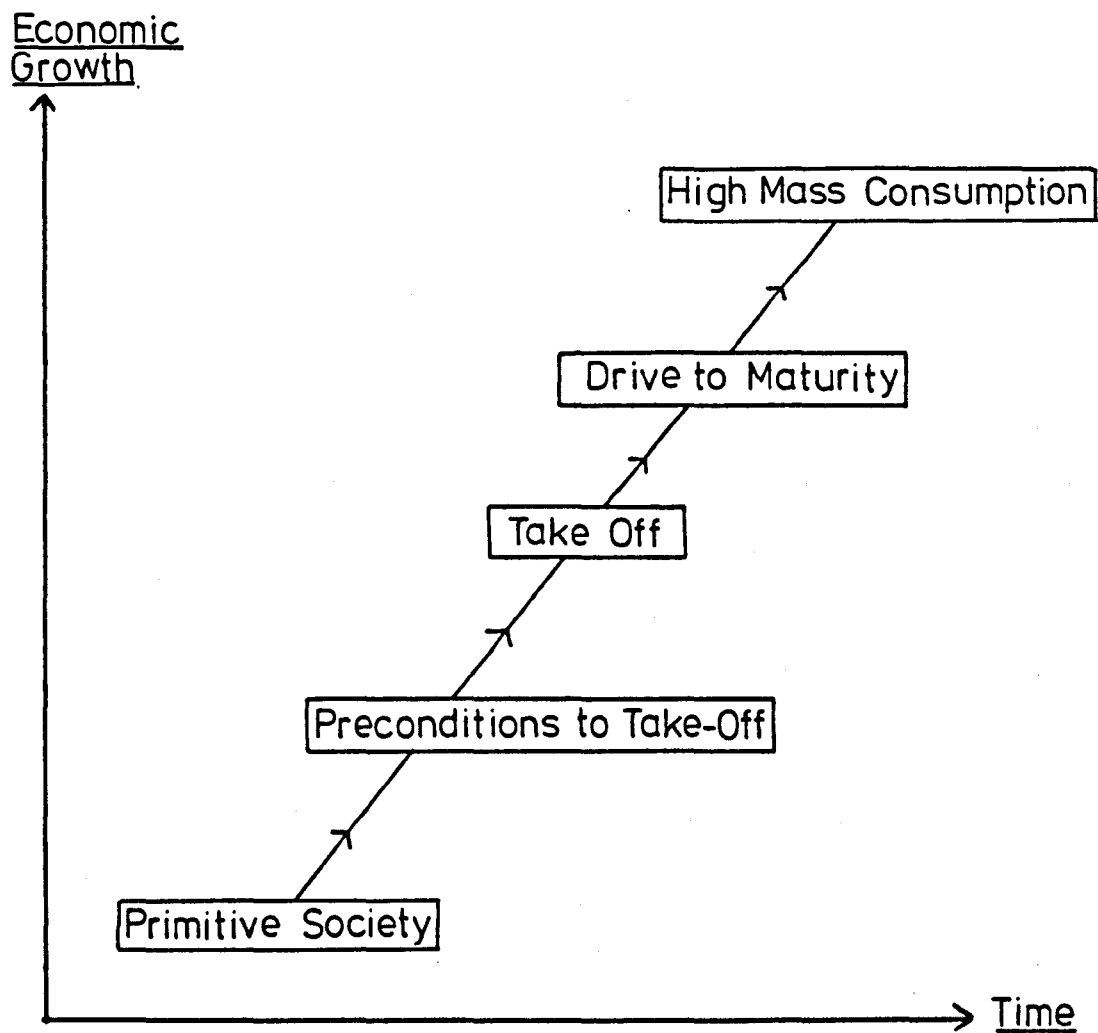 Economic
Growth
High Mass Consumption
Drive to Maturity
Take Off
Preconditions to Take-Off
Primitive Society
Time